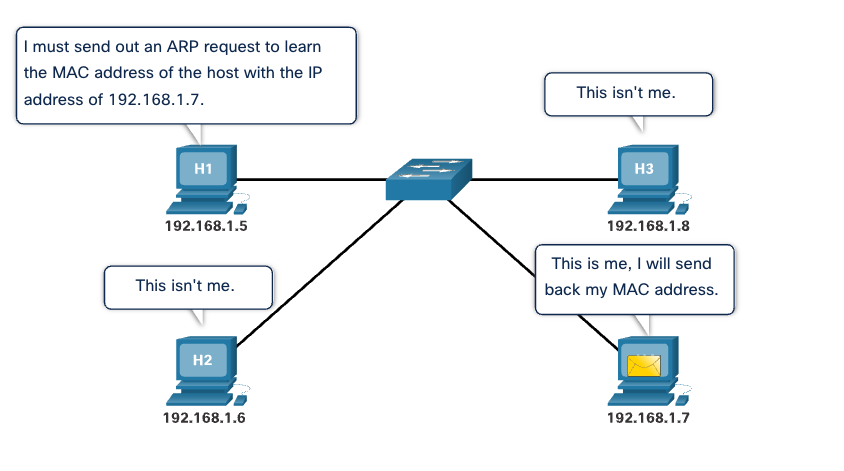 I must send out an ARP request to learn
the MAC address of the host with the IP
address of 192.168.1.7.
This isn't me.
H1
H3
192.168.1.5
192.168.1.8
This is me, I will send
back my MAC address.
This isn't me.
H2
192.168.1.6
192.168.1.7